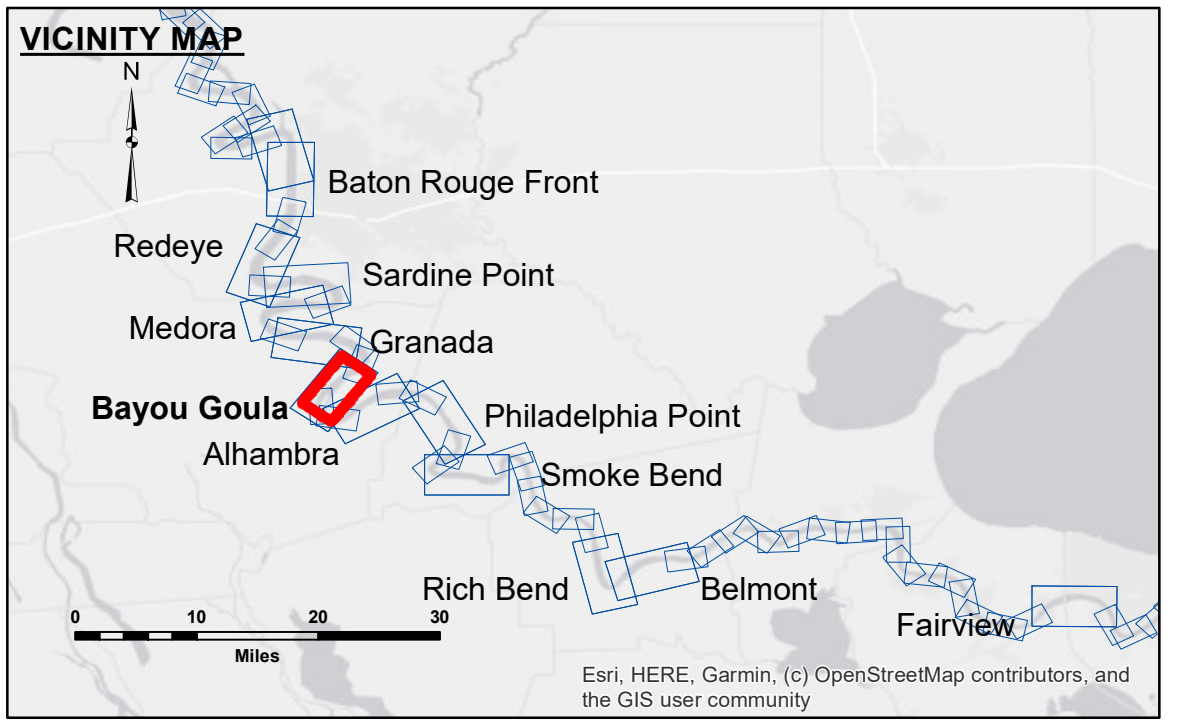 VICINITY MAP
N
Baton Rouge Front
Redeye
Sardine Point
Medora
Granada
Bayou Goula
Philadelphia Point
Alhambra
Smoke Bend
Rich Bend
Belmont
Fairview
0 10 20 30
Miles
Esri, HERE, Garmin, (c) OpenStreetMap contributors, and
the GIS user community